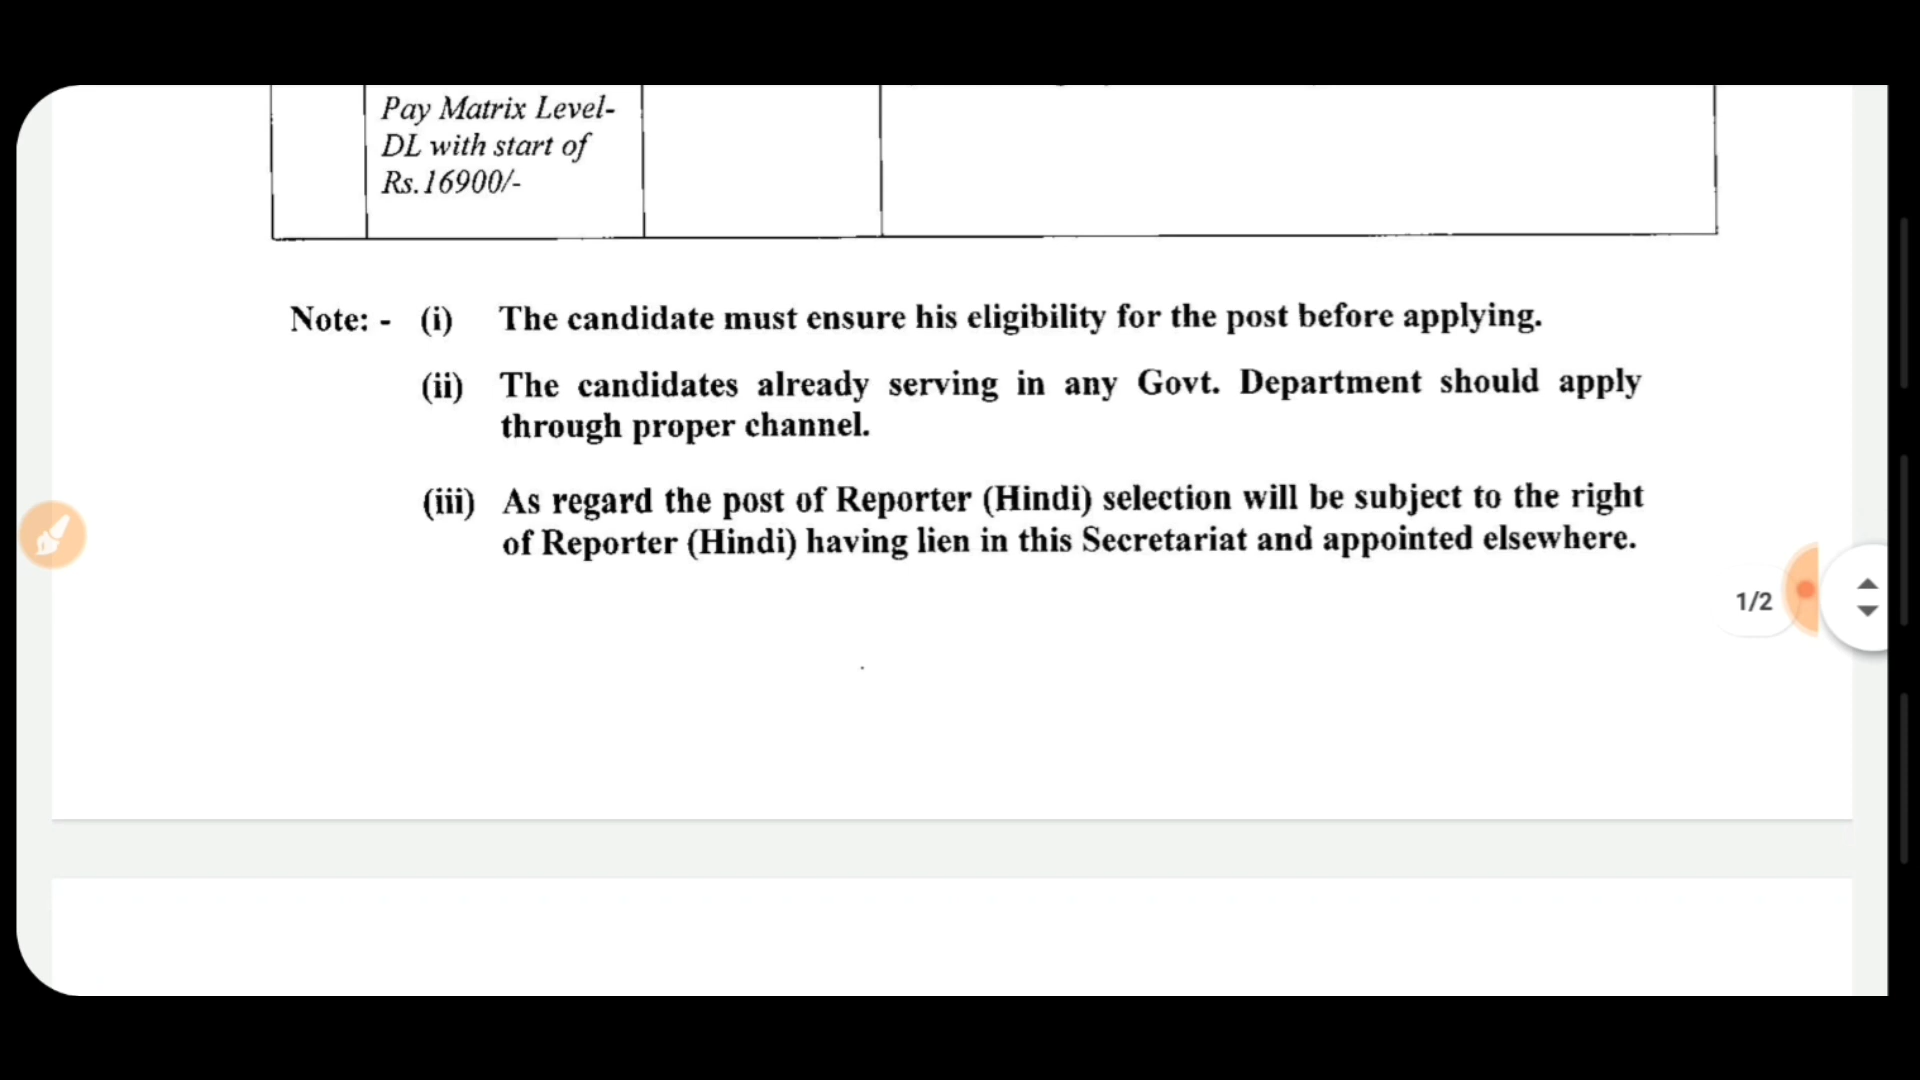 Pay Matrix Level-
DL with start of
Rs.16900/-
Note: - (i) The candidate must ensure his eligibility for the post before applying.
(ii) The candidates already serving in any Govt. Department should apply
through proper channel.
(iii) As regard the post of Reporter (Hindi) selection will be subject to the right
of Reporter (Hindi) having lien in this Secretariat and appointed elsewhere.
1/2